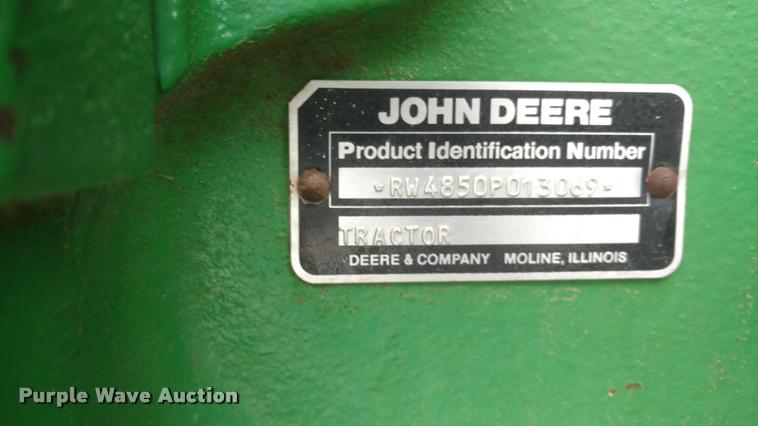 JOHN DEERE
Product Identification Number
*RW4850P013069*
TRACTOR
DEERE & COMPANY MOLINE, ILLINOIS
Purple Wave Auction